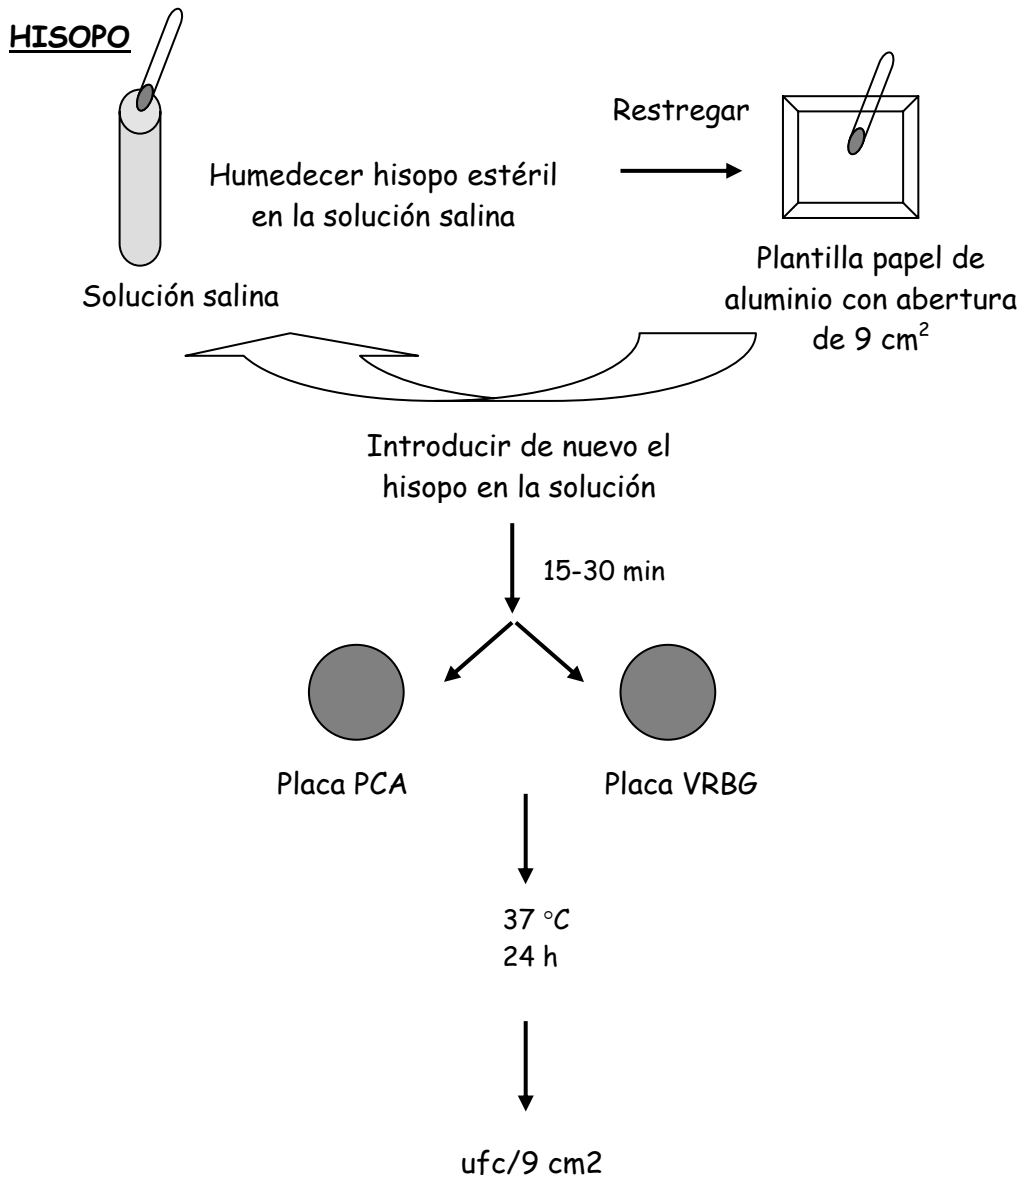 HISOPO
Restregar
Humedecer hisopo estéril
en la solución salina
Solución salina
Plantilla papel de
aluminio con abertura
de 9 cm²
Introducir de nuevo el
hisopo en la solución
15-30 min
Placa PCA
Placa VRBG
37 °C
24 h
ufc/9 cm2